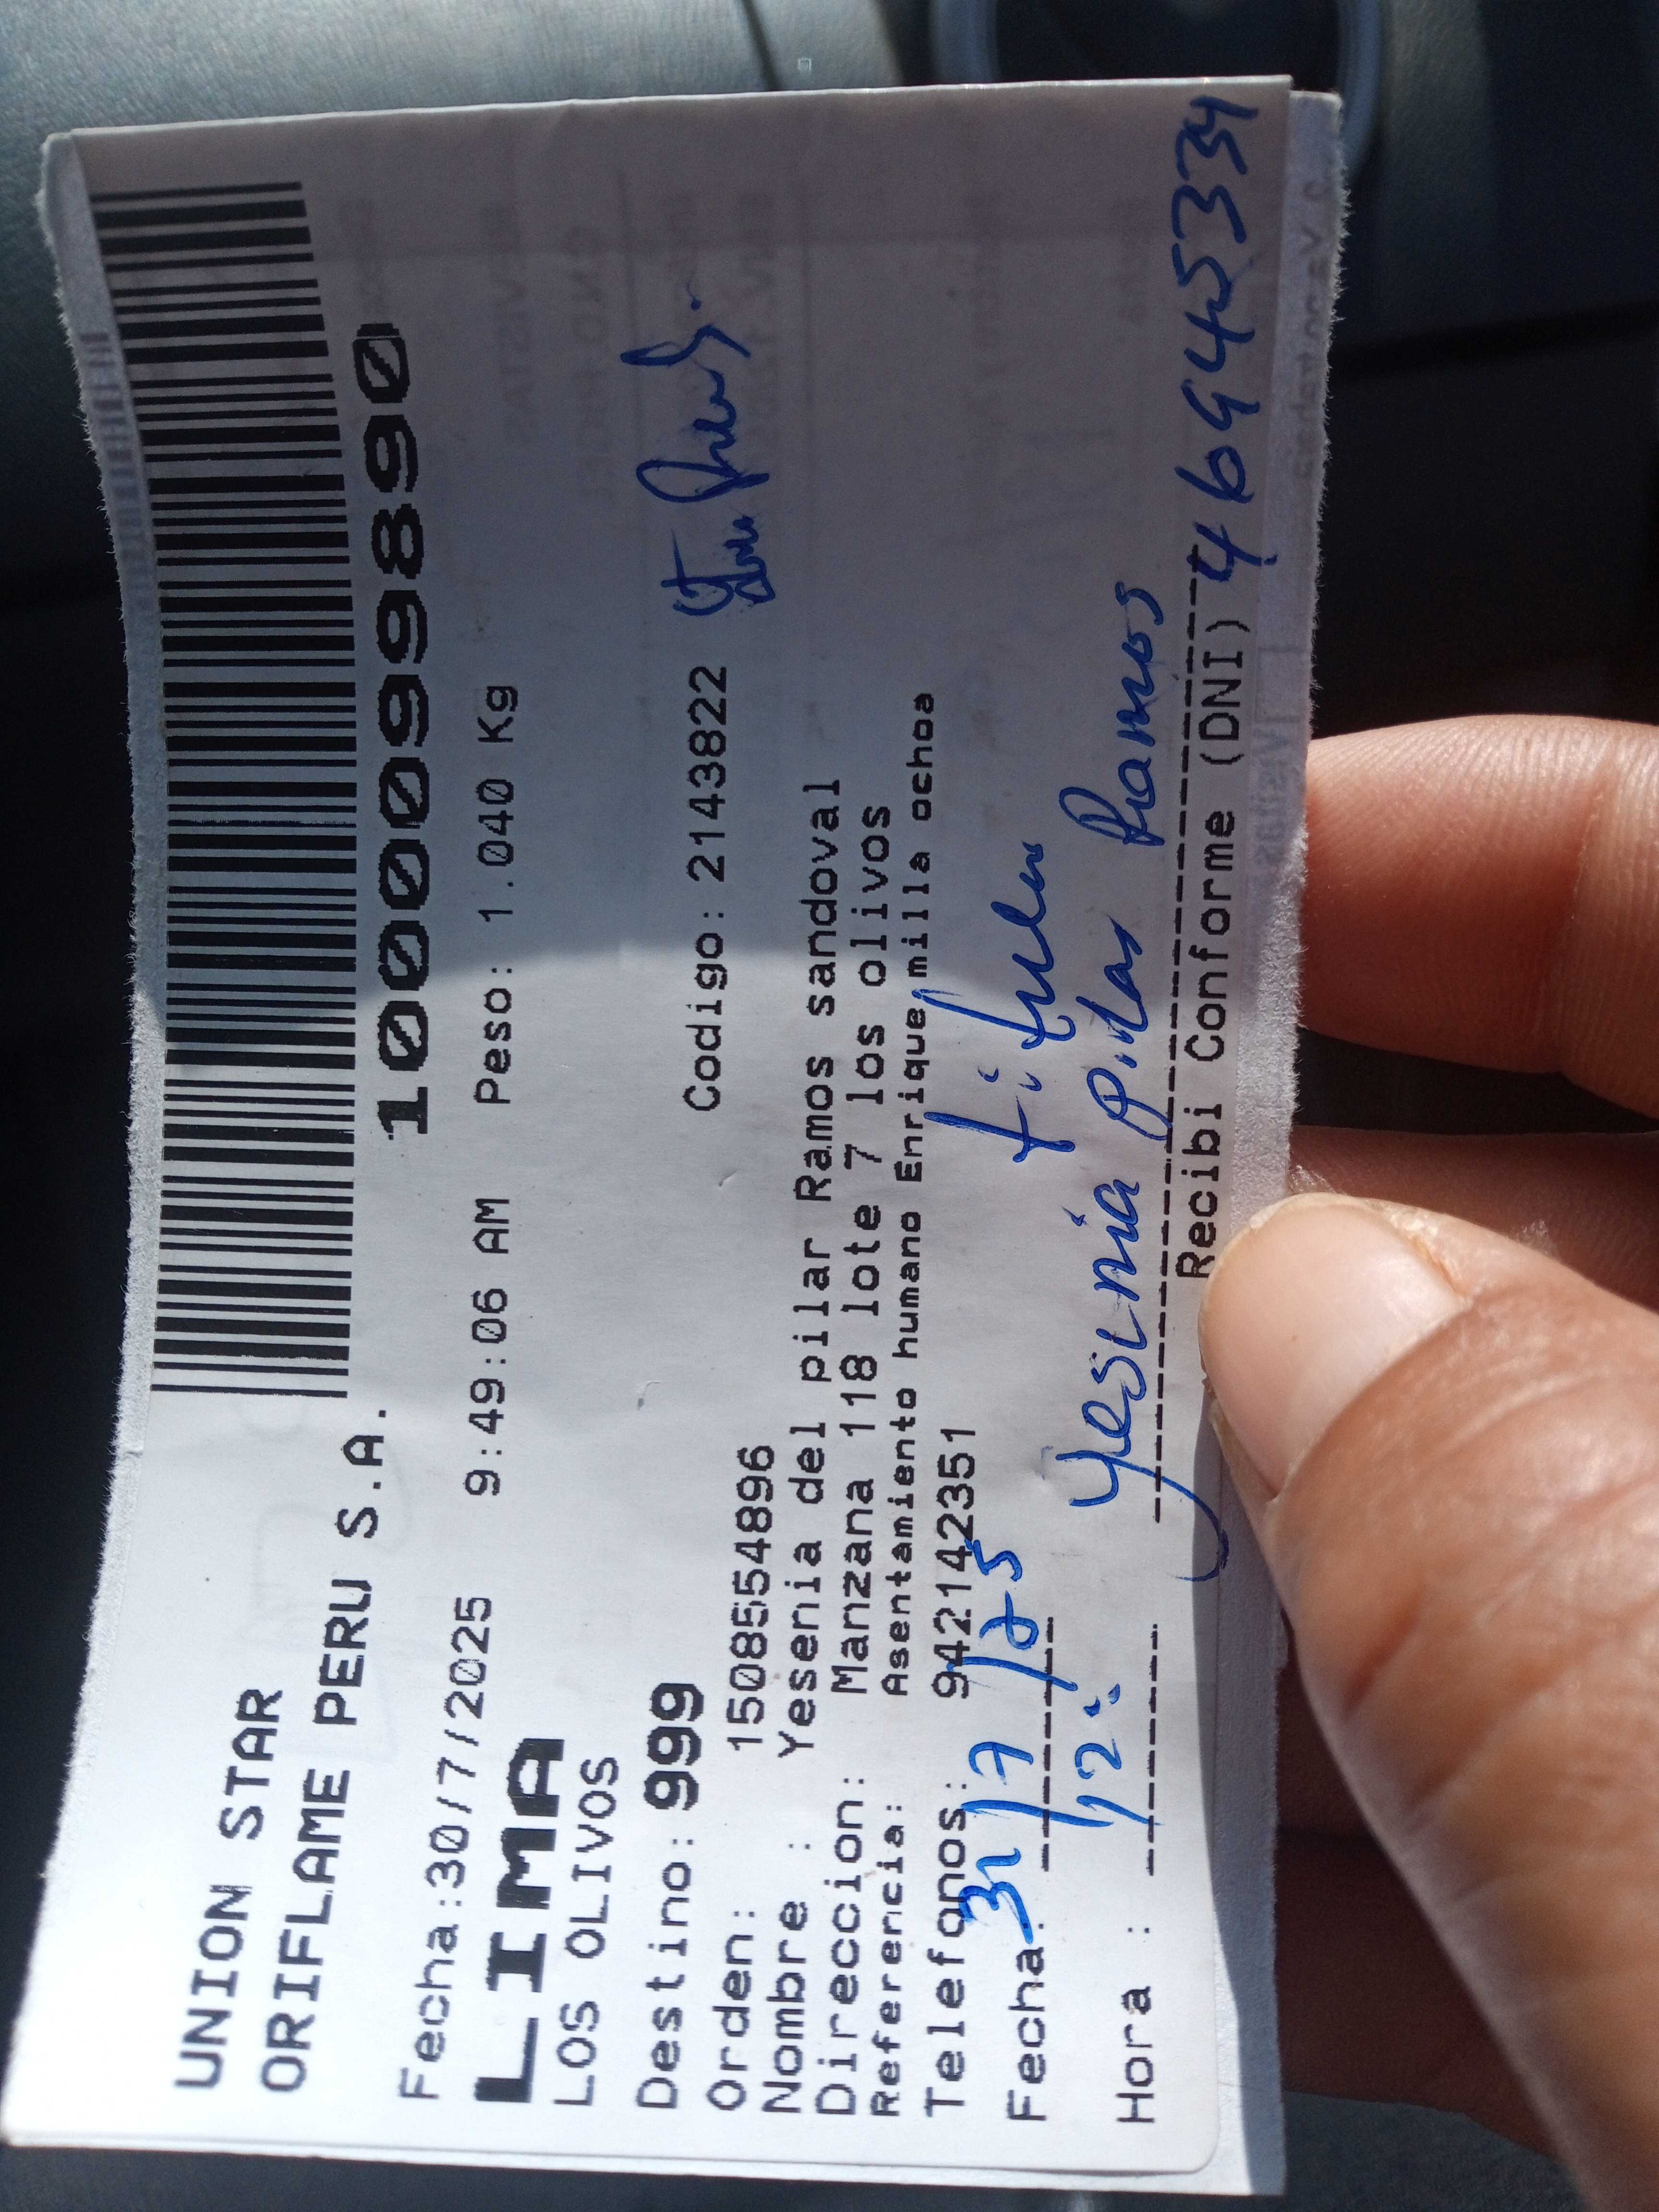 UNION STAR
ORIFLAME PERU S.A.
1000998890
Fecha:30/7/2025 9:49:06 AM Peso: 1.040 Kg
LIMA
LOS OLIVOS
Destino: 999 Codigo: 2143822
Orden: 1508554896
Nombre : Yesenia del pilar Ramos sandoval
Direccion: Manzana 118 lote 7 los olivos
Referencia: Asentamiento humano Enrique milla ochoa
Telefonos: 942142351
Fecha: 31/7/25 titular
Hora : 12: Yesenia Pilar Ramos
Recibi Conforme (DNI) 46945334